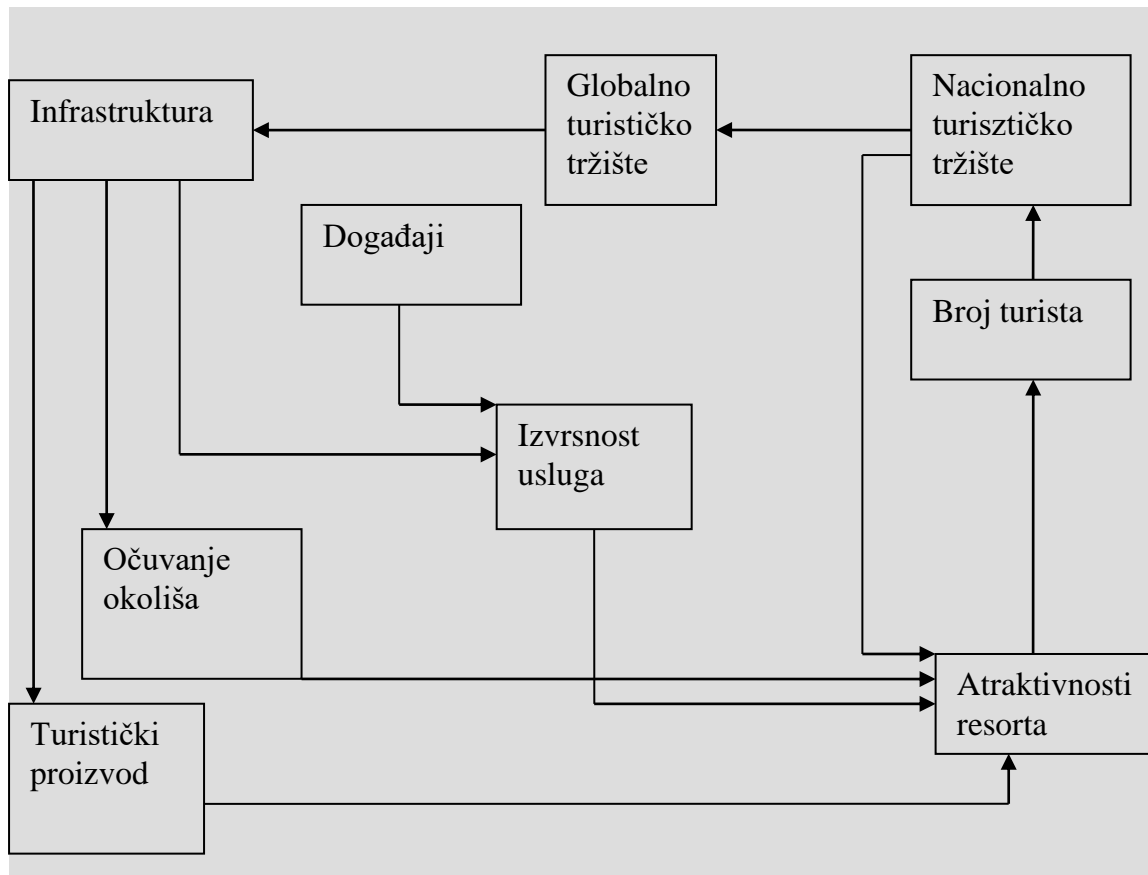 Infrastruktura
Globalno
turističko
tržište
Nacionalno
turisztičko
tržište
Događaji
Broj turista
Izvrsnost
usluga
Očuvanje
okoliša
Atraktivnosti
resorta
Turistički
proizvod